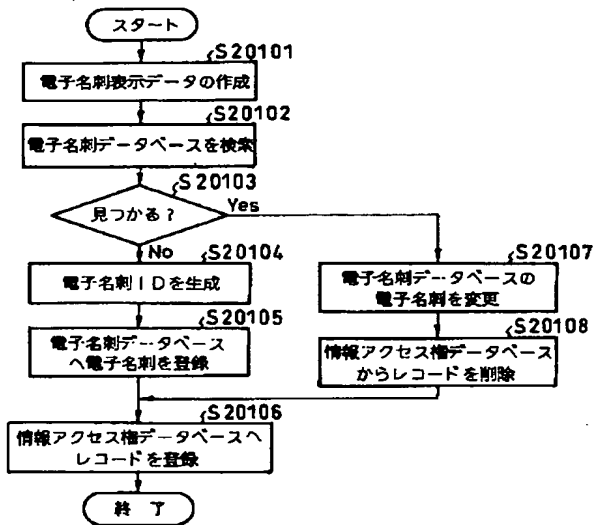 スタート
S20101
電子名刺表示データの作成
S20102
電子名刺データベースを検索
S20103
見つかる?
Yes
No
S20104
電子名刺IDを生成
S20105
電子名刺データベース
へ電子名刺を登録
S20107
電子名刺データベースの
電子名刺を変更
S20108
情報アクセス権データベース
からレコードを削除
S20106
情報アクセス権データベースへ
レコードを登録
終了